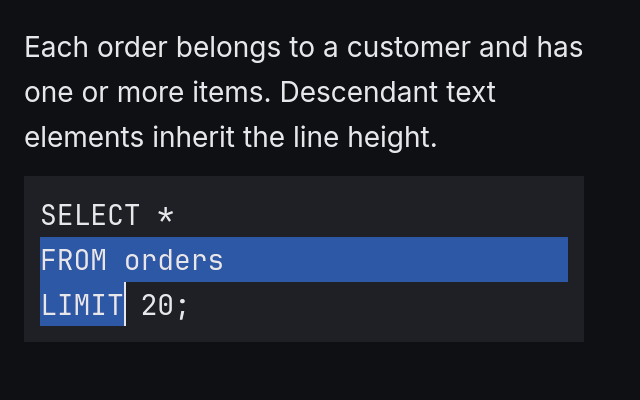 Each order belongs to a customer and has
one or more items. Descendant text
elements inherit the line height.
SELECT *
FROM orders
LIMIT 20;